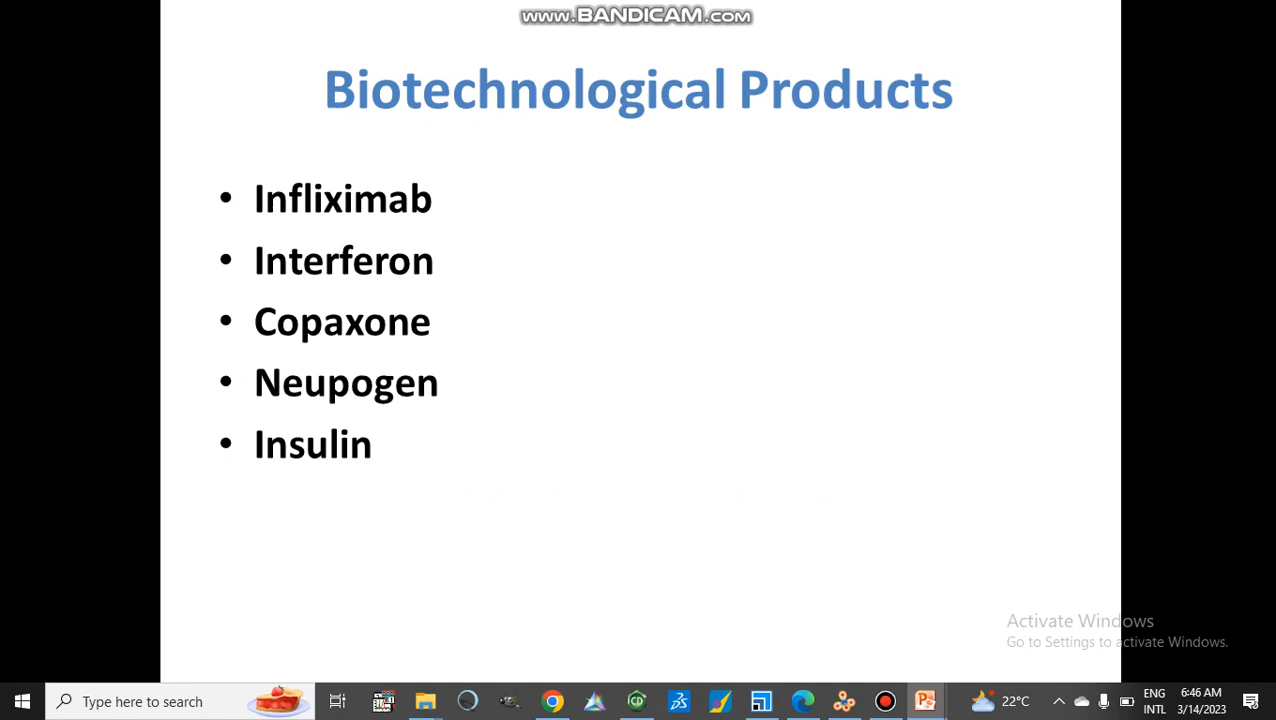 WWW.BANDICAM.COM
Biotechnological Products
• Infliximab
• Interferon
• Copaxone
• Neupogen
• Insulin
Activate Windows
Go to Settings to activate Windows.
Type here to search
22°C
ENG
INTL
6:46 AM
3/14/2023